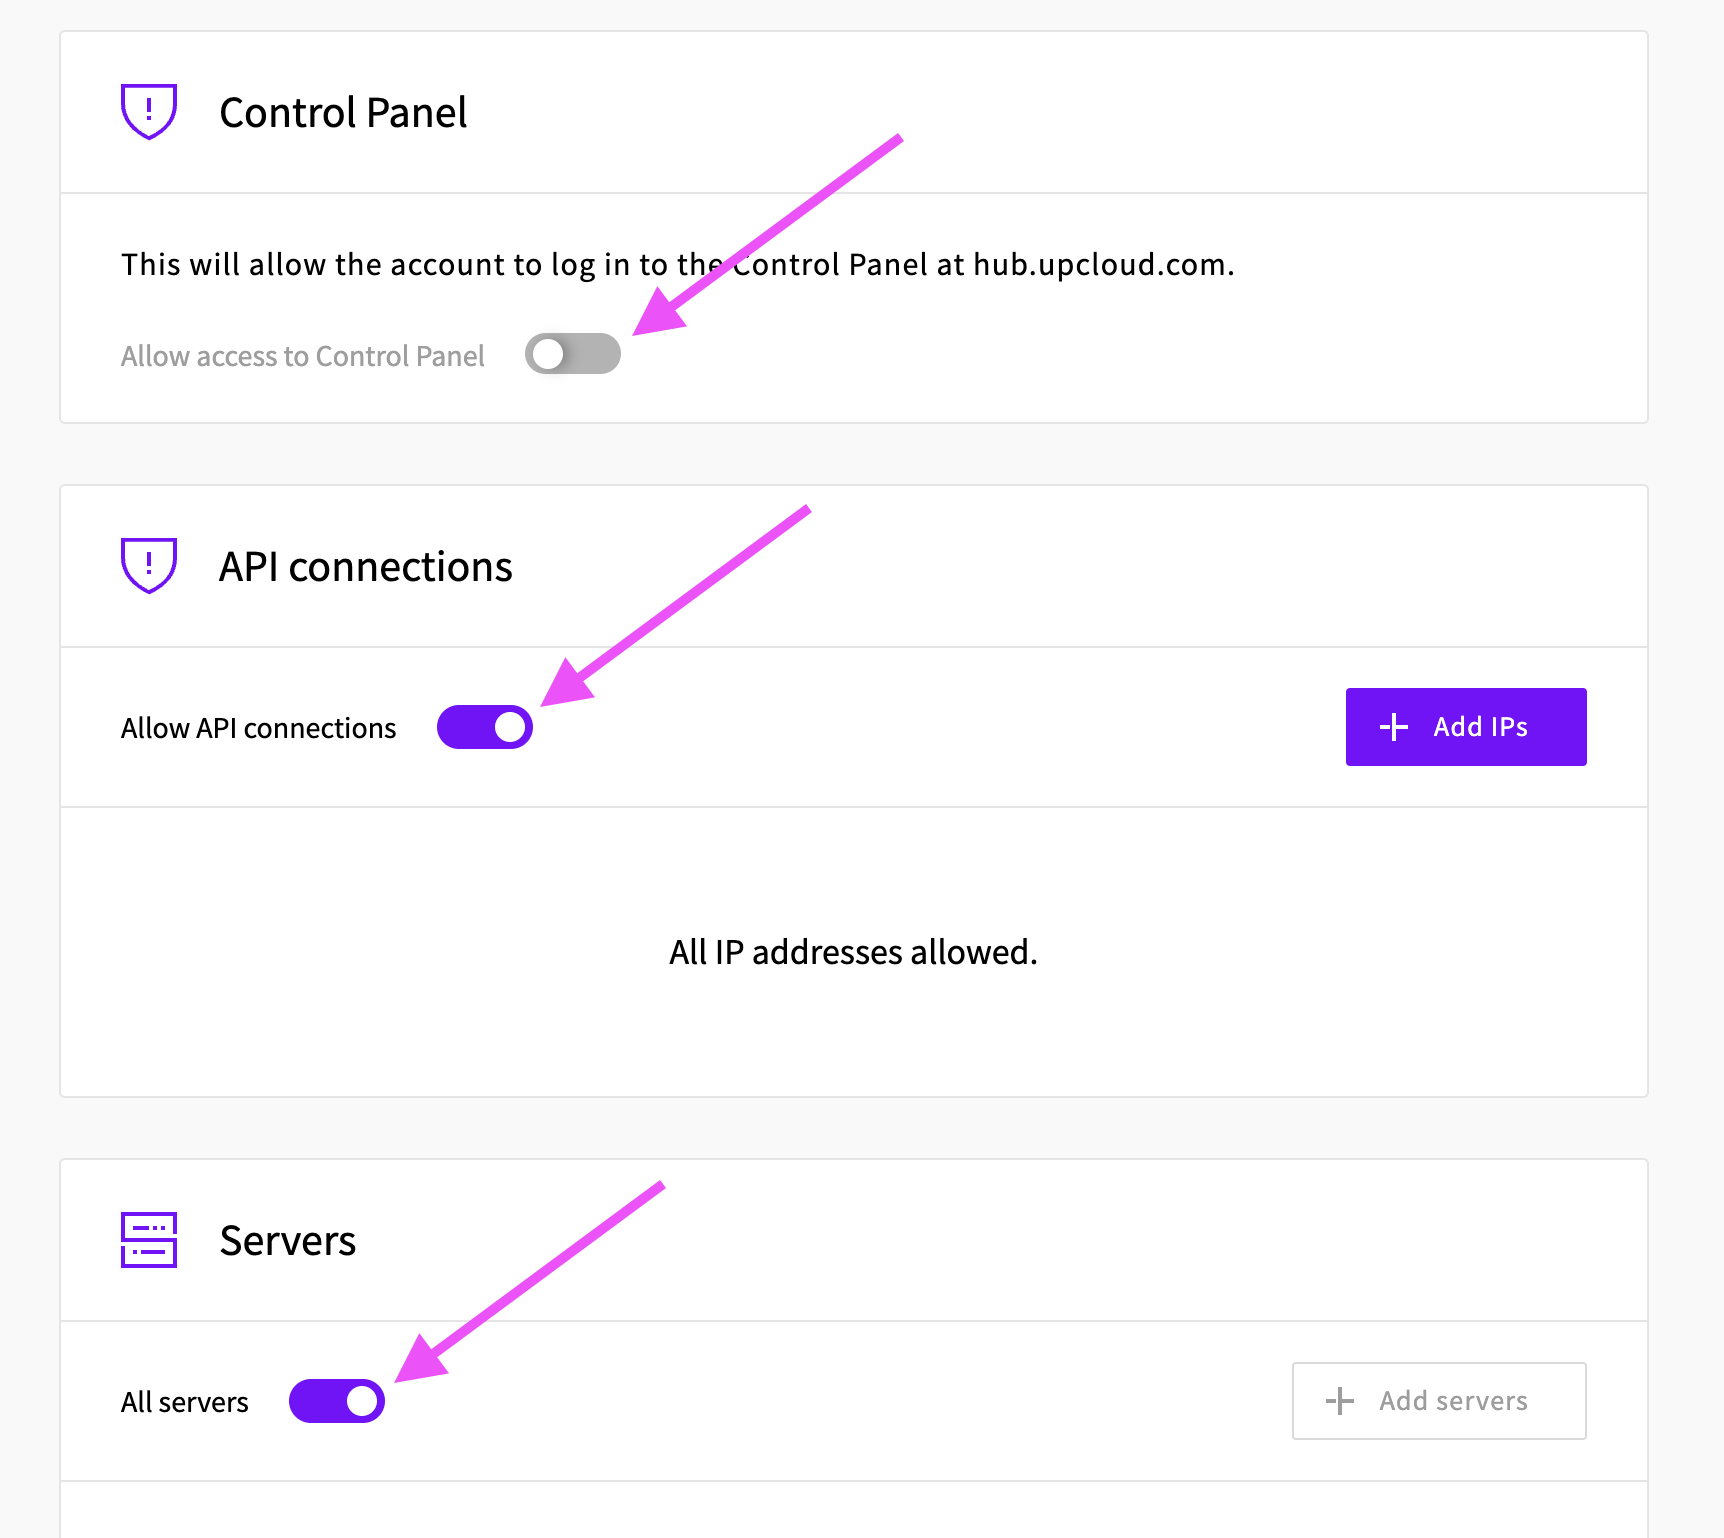 Control Panel
This will allow the account to log in to the Control Panel at hub.upcloud.com.
Allow access to Control Panel
API connections
Allow API connections
Add IPs
All IP addresses allowed.
Servers
All servers
Add servers